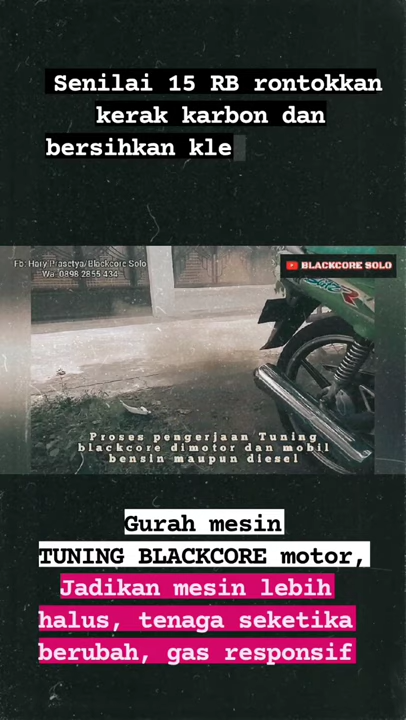 Senilai 15 RB rontokkan
kerak karbon dan
bersihkan kle
Fb: Hary Prasetya/Blackcore Solo
Wa: 0898 2855 434
BLACKCORE SOLO
Proses pengerjaan Tuning
blackcore dimotor dan mobil
bensin maupun diesel
Gurah mesin
TUNING BLACKCORE motor,
Jadikan mesin lebih
halus, tenaga seketika
berubah, gas responsif